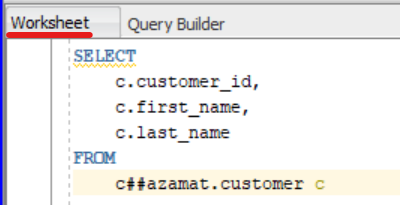 Worksheet Query Builder
SELECT
c.customer_id,
c.first_name,
c.last_name
FROM
c##azamat.customer c